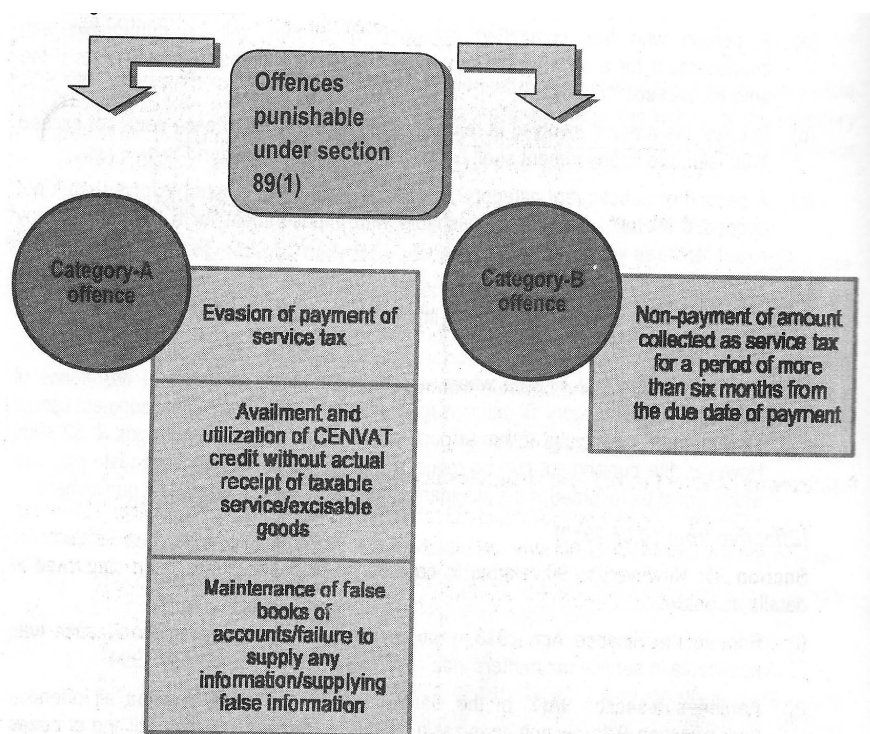 Offences
punishable
under section
89(1)
Category-A
offence
Evasion of payment of
service tax
Availment and
utilization of CENVAT
credit without actual
receipt of taxable
service/excisable
goods
Maintenance of false
books of
accounts/failure to
supply any
information/supplying
false information
Category-B
offence
Non-payment of amount
collected as service tax
for a period of more
than six months from
the due date of payment